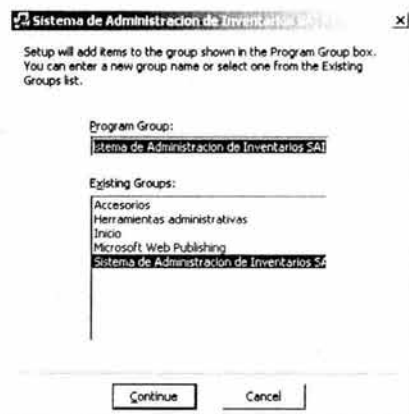 Sistema de Administracion de Inventarios
Setup will add items to the group shown in the Program Group box.
You can enter a new group name or select one from the Existing
Groups list.
Program Group:
stema de Administracion de Inventarios SAI
Existing Groups:
Accesorios
Herramientas administrativas
Inicio
Microsoft Web Publishing
Sistema de Administracion de Inventarios SA
Continue
Cancel